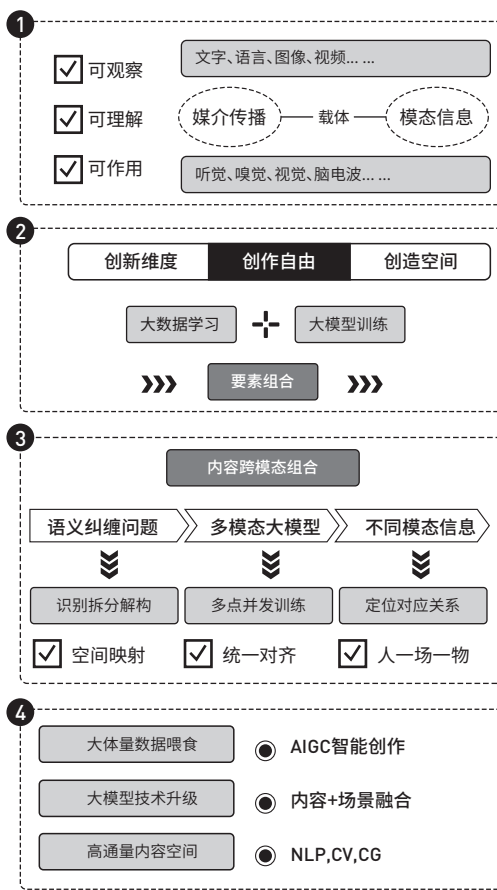 1
文字、语言、图像、视频... ...
可观察
可理解
媒介传播 载体 模态信息
可作用
听觉、嗅觉、视觉、脑电波... ...
2
创新维度 创作自由 创造空间
大数据学习 大模型训练
要素组合
3
内容跨模态组合
语义纠缠问题 多模态大模型 不同模态信息
识别拆分解构 多点并发训练 定位对应关系
空间映射 统一对齐 人一场一物
4
大体量数据喂食 AIGC智能创作
大模型技术升级 内容+场景融合
高通量内容空间 NLP,CV,CG